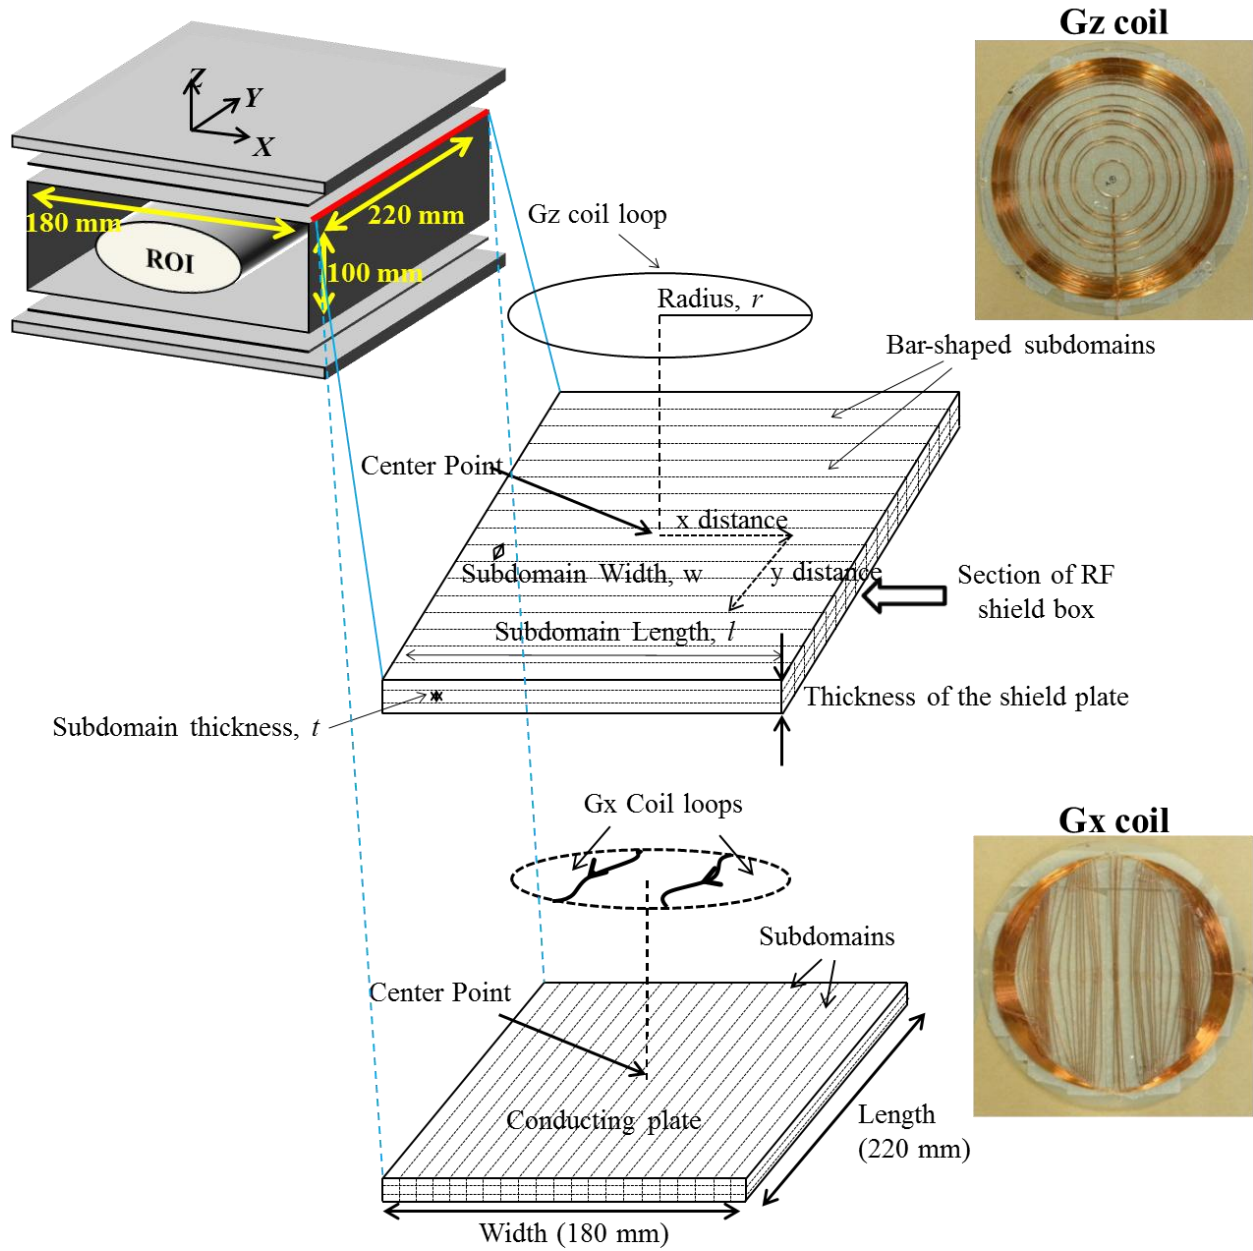 Gz coil
Z
Y
X
180 mm
220 mm
ROI
100 mm
Gz coil loop
Radius, r
Bar-shaped subdomains
Center Point
x distance
Subdomain Width, w
y distance
Section of RF
shield box
Subdomain Length, l
Thickness of the shield plate
Subdomain thickness, t
Gx Coil loops
Gx coil
Subdomains
Center Point
Conducting plate
Length
(220 mm)
Width (180 mm)